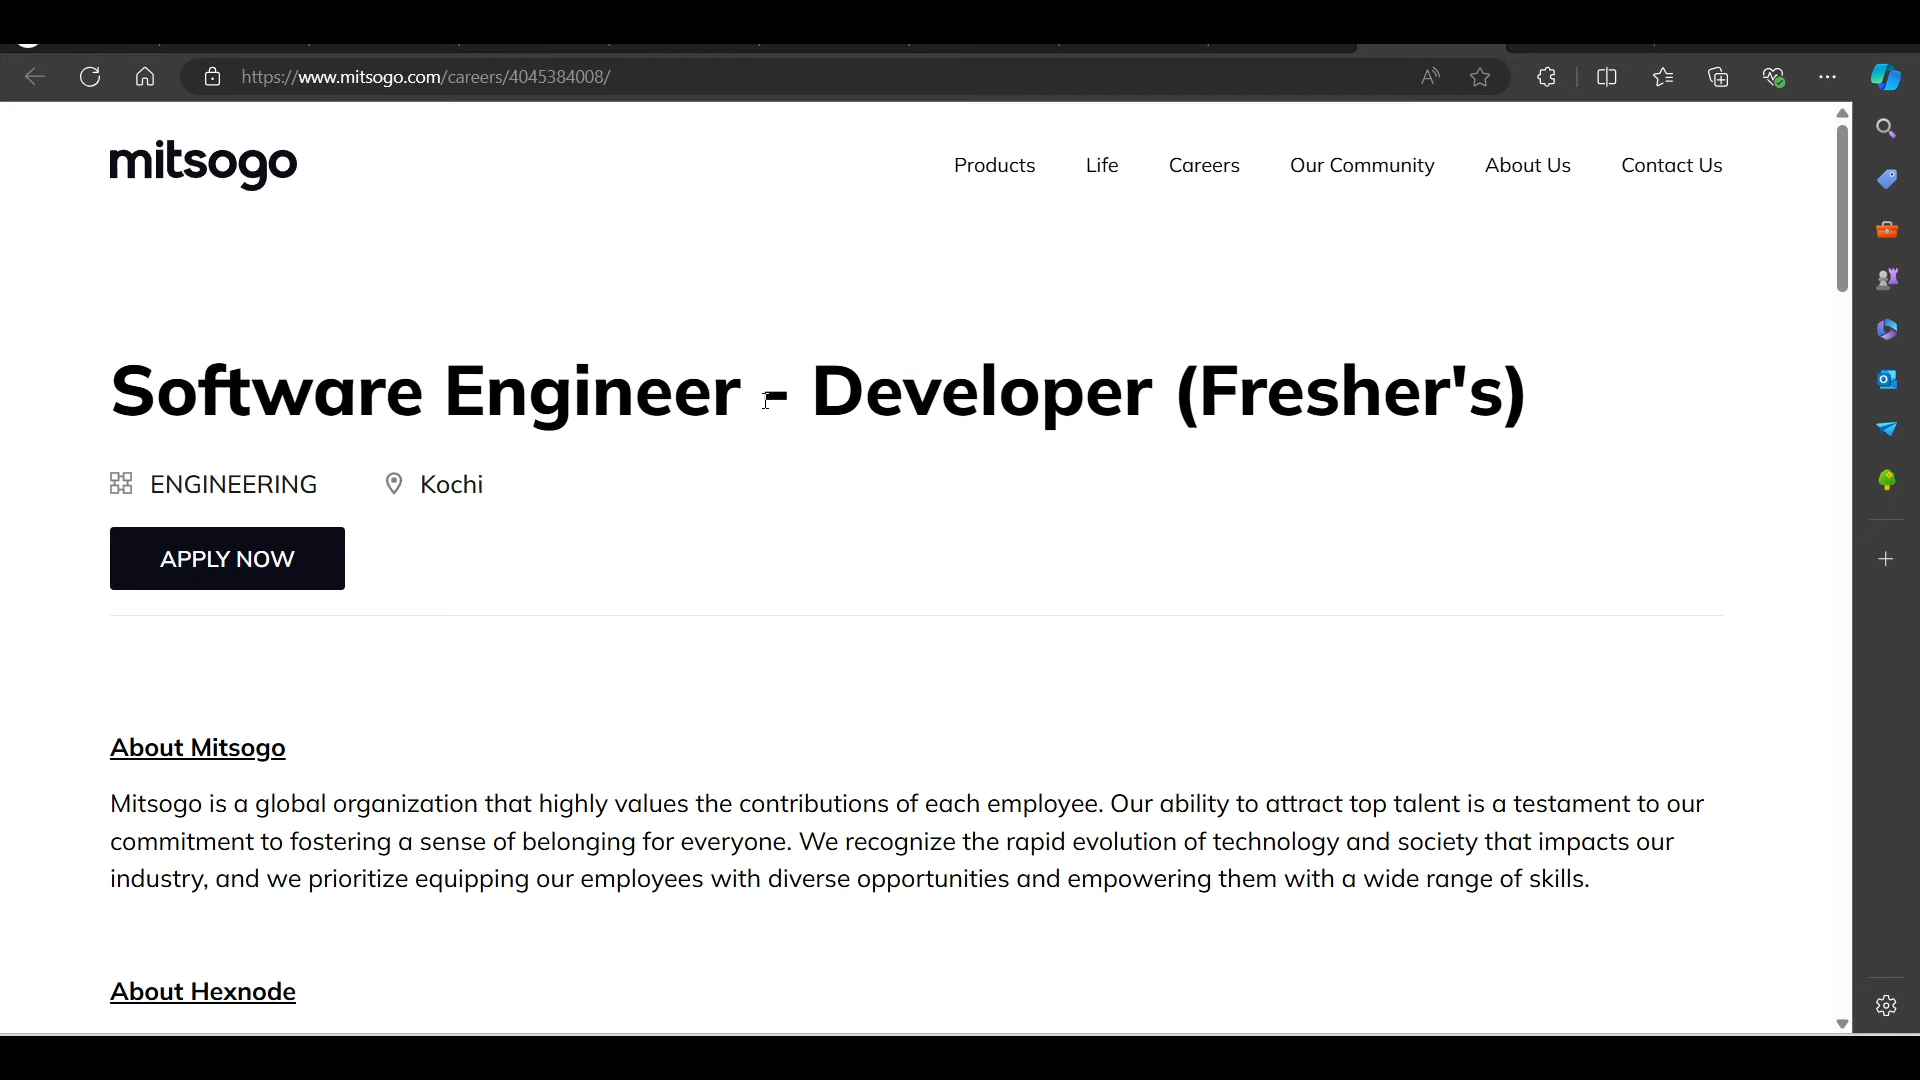 https://www.mitsogo.com/careers/4045384008/
mitsogo
Products Life Careers Our Community About Us Contact Us
Software Engineer - Developer (Fresher's)
ENGINEERING Kochi
APPLY NOW
About Mitsogo
Mitsogo is a global organization that highly values the contributions of each employee. Our ability to attract top talent is a testament to our
commitment to fostering a sense of belonging for everyone. We recognize the rapid evolution of technology and society that impacts our
industry, and we prioritize equipping our employees with diverse opportunities and empowering them with a wide range of skills.
About Hexnode